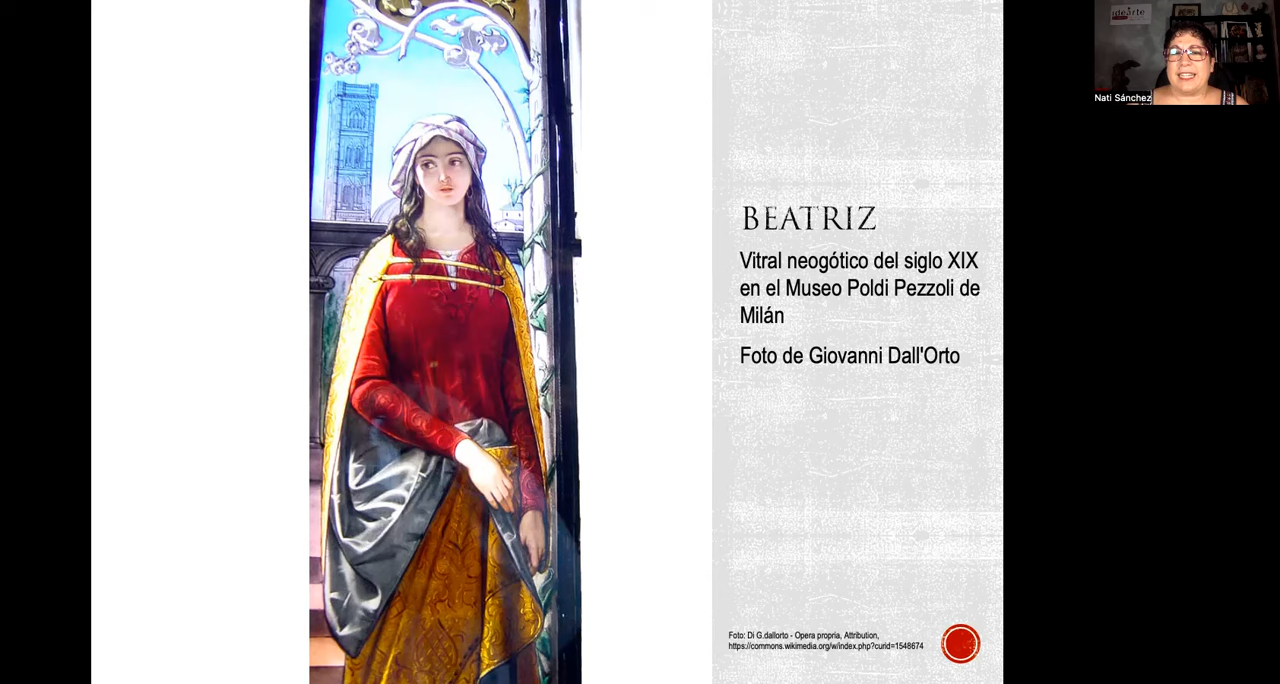 idearte
Nati Sánchez
BEATRIZ
Vitral neogótico del siglo XIX
en el Museo Poldi Pezzoli de
Milán
Foto de Giovanni Dall'Orto
Foto: Di G.dallorto - Opera propria, Attribution,
https://commons.wikimedia.org/w/index.php?curid=1548674